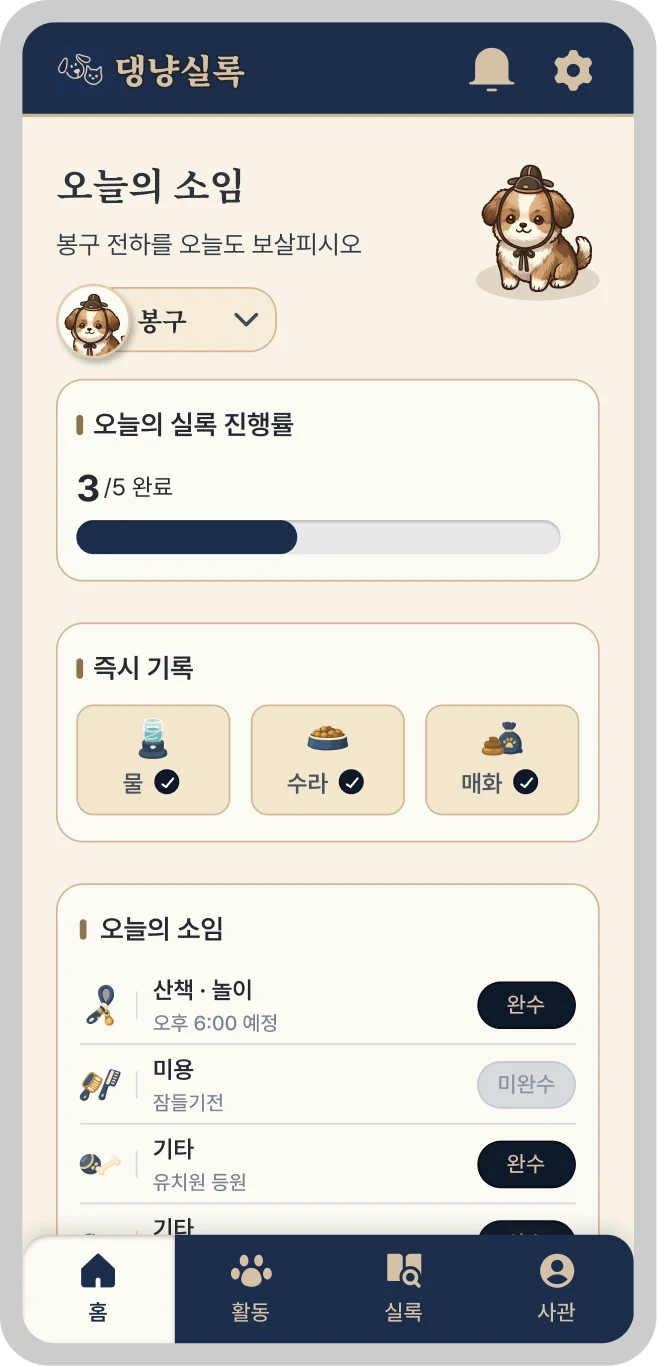 댕냥실록
오늘의 소임
봉구 전하를 오늘도 보살피시오
봉구
오늘의 실록 진행률
3/5 완료
즉시 기록
물
수라
매화
오늘의 소임
산책 · 놀이
오후 6:00 예정
완수
미용
잠들기전
미완수
기타
유치원 등원
완수
기타
홈
활동
실록
사관